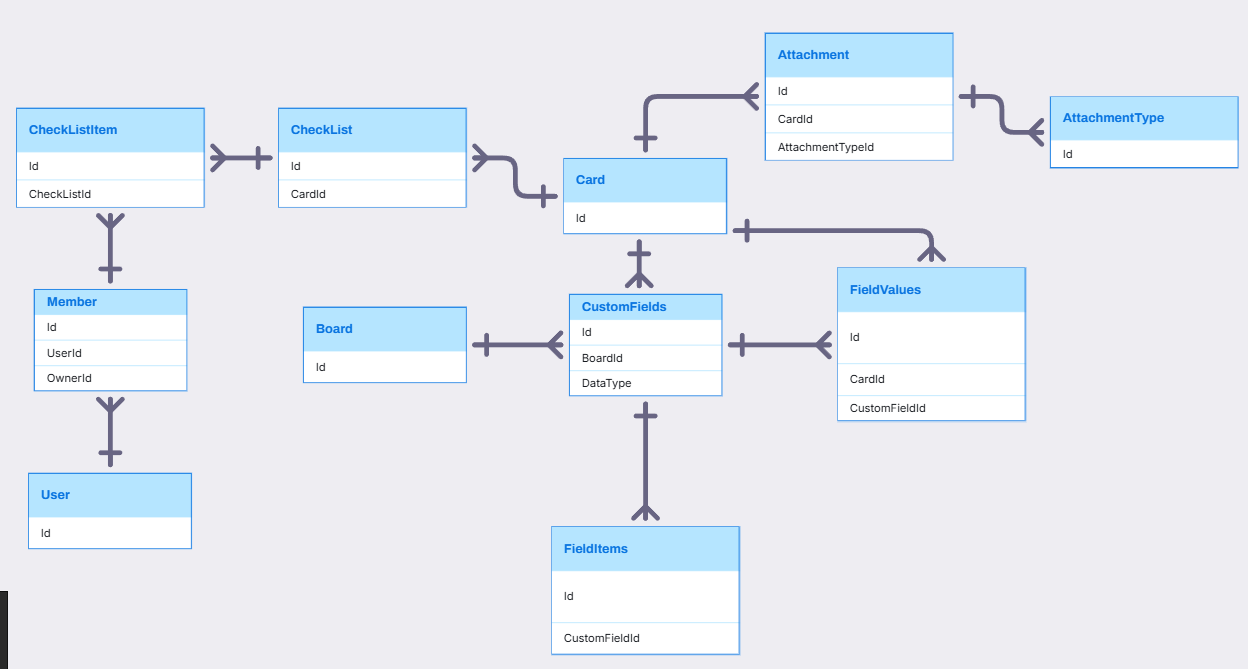 Attachment
Id
CardId
AttachmentTypeId
AttachmentType
Id
CheckListItem
Id
CheckListId
CheckList
Id
CardId
Card
Id
Member
Id
UserId
OwnerId
Board
Id
CustomFields
Id
BoardId
DataType
FieldValues
Id
CardId
CustomFieldId
User
Id
FieldItems
Id
CustomFieldId